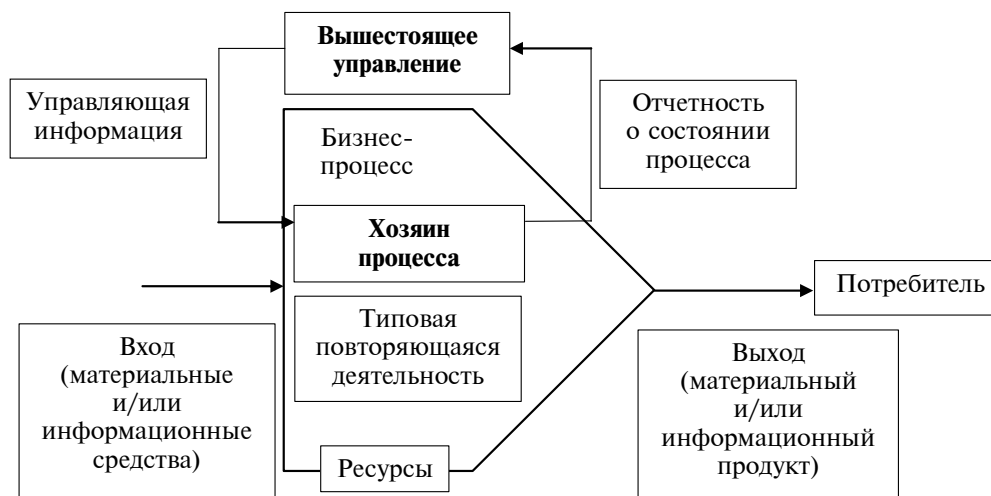 Вышестоящее
управление
Управляющая
информация
Отчетность
о состоянии
процесса
Бизнес-
процесс
Хозяин
процесса
Потребитель
Типовая
повторяющаяся
деятельность
Вход
(материальные
и/или
информационные
средства)
Выход
(материальный
и/или
информационный
продукт)
Ресурсы